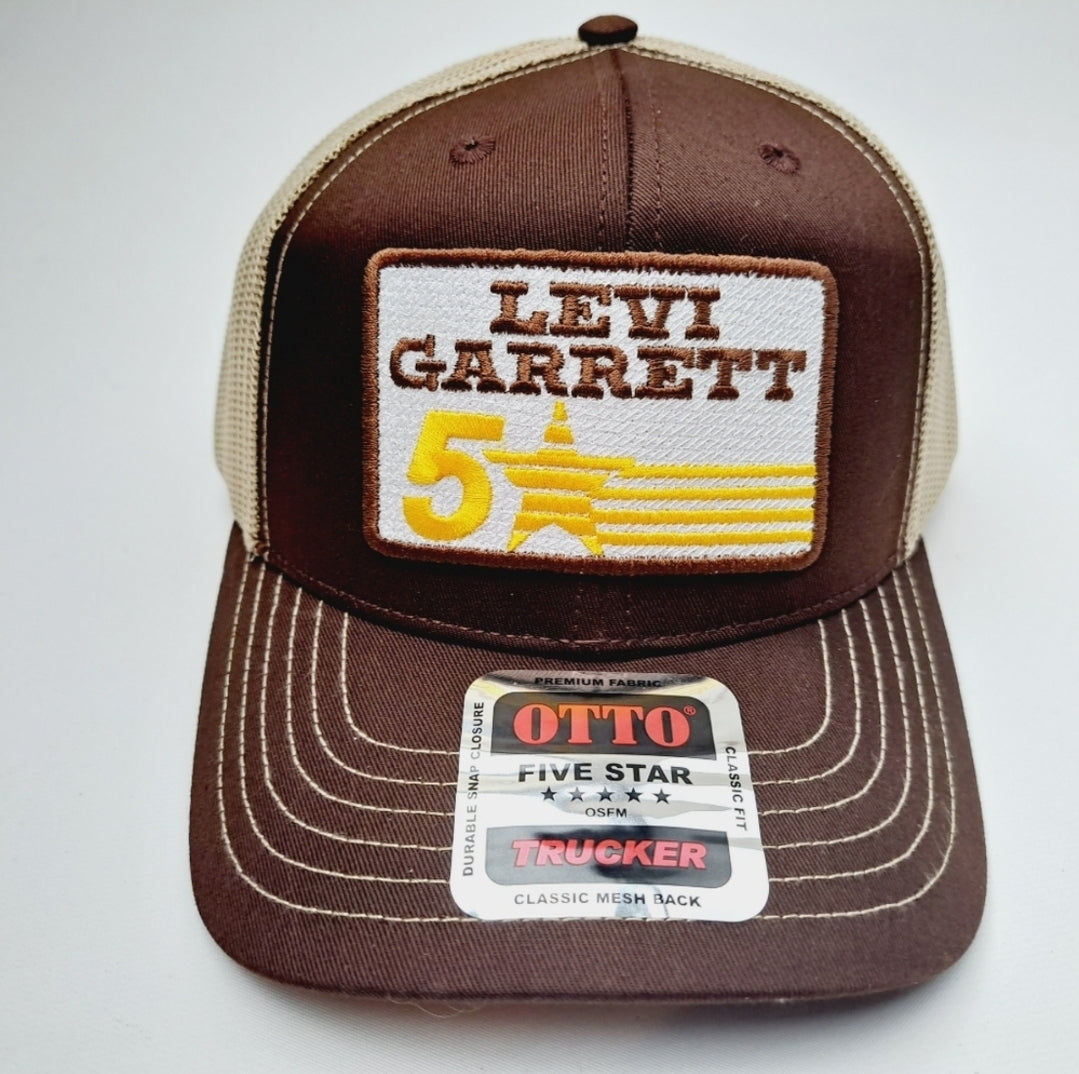 LEVI
GARRETT
5
PREMIUM FABRIC
DURABLE SNAP CLOSURE
OTTO®
FIVE STAR
OSFM
TRUCKER
CLASSIC MESH BACK
CLASSIC FIT